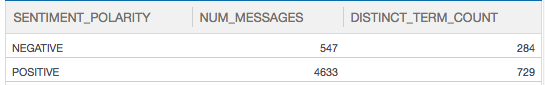 SENTIMENT_POLARITY NUM_MESSAGES DISTINCT_TERM_COUNT
NEGATIVE 547 284
POSITIVE 4633 729